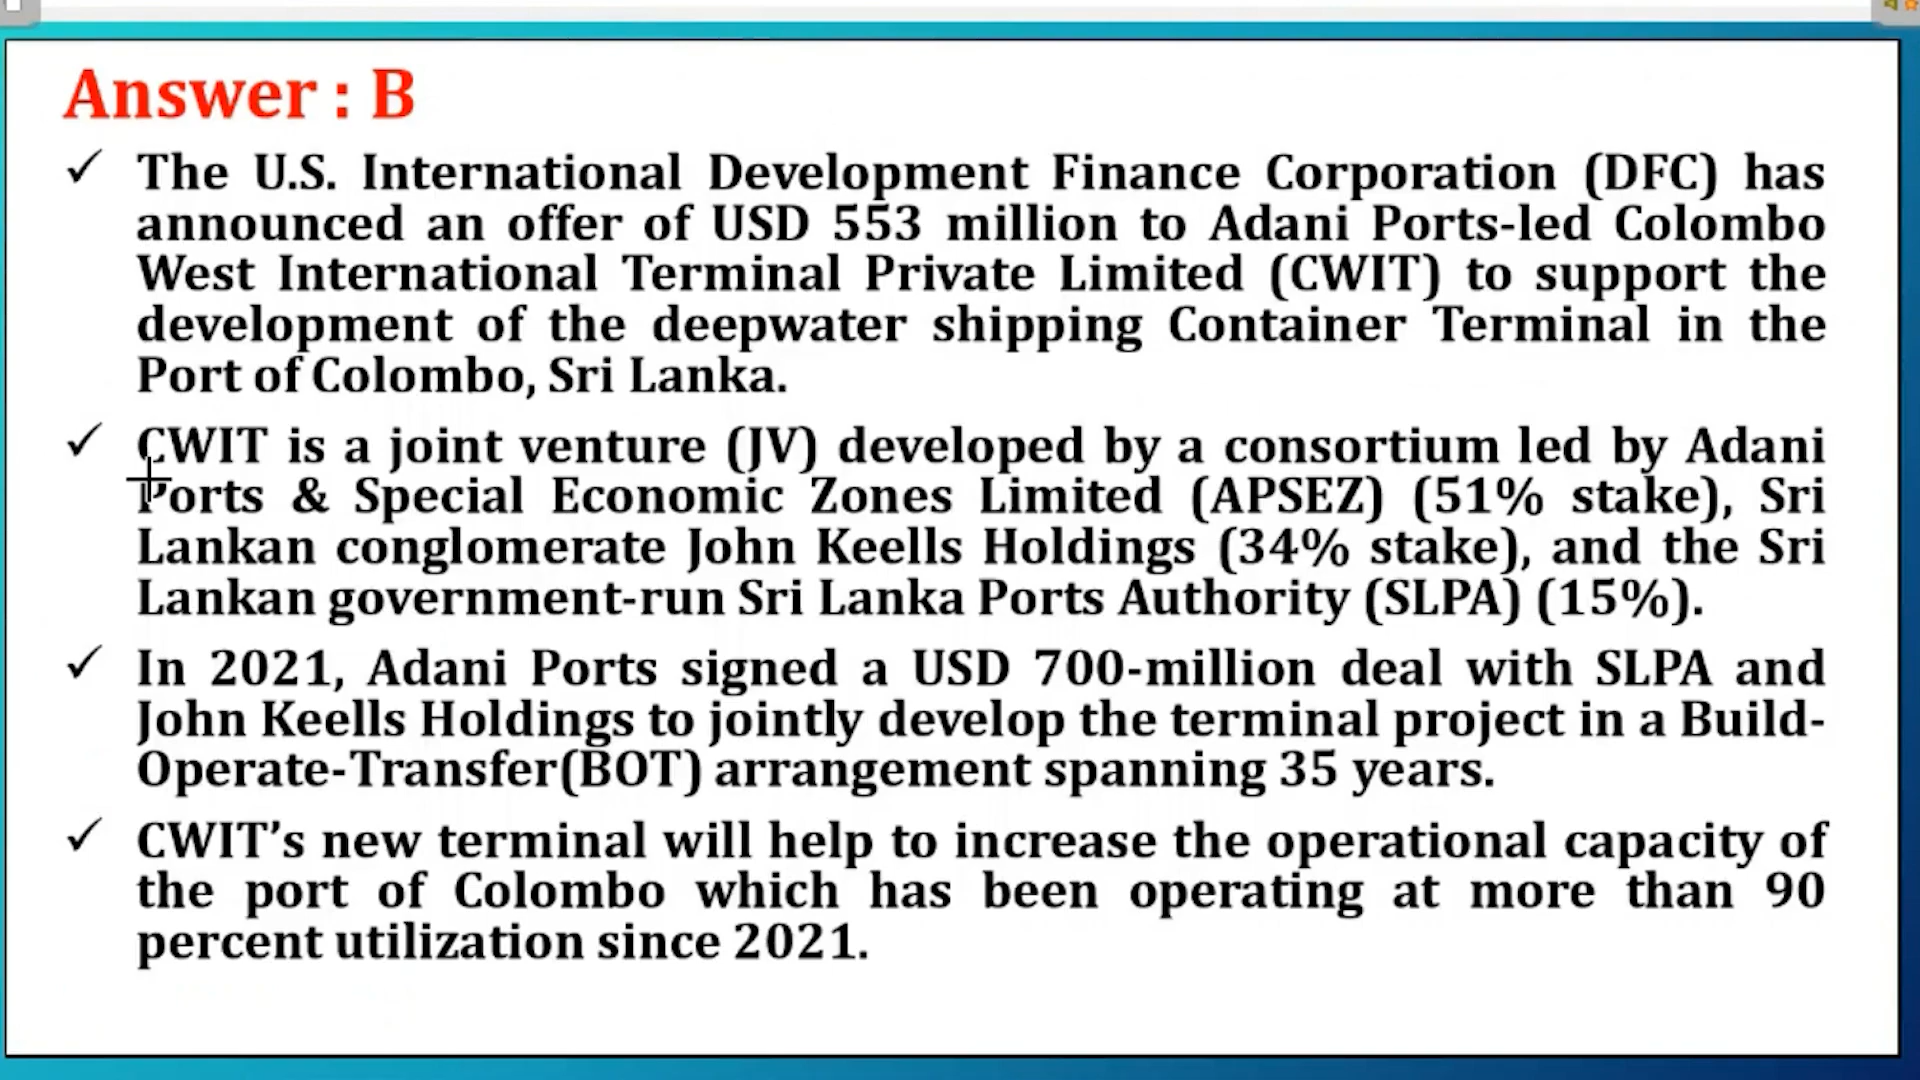 Answer : B
✓ The U.S. International Development Finance Corporation (DFC) has
announced an offer of USD 553 million to Adani Ports-led Colombo
West International Terminal Private Limited (CWIT) to support the
development of the deepwater shipping Container Terminal in the
Port of Colombo, Sri Lanka.
✓ CWIT is a joint venture (JV) developed by a consortium led by Adani
Ports & Special Economic Zones Limited (APSEZ) (51% stake), Sri
Lankan conglomerate John Keells Holdings (34% stake), and the Sri
Lankan government-run Sri Lanka Ports Authority (SLPA) (15%).
✓ In 2021, Adani Ports signed a USD 700-million deal with SLPA and
John Keells Holdings to jointly develop the terminal project in a Build-
Operate-Transfer(BOT) arrangement spanning 35 years.
✓ CWIT’s new terminal will help to increase the operational capacity of
the port of Colombo which has been operating at more than 90
percent utilization since 2021.